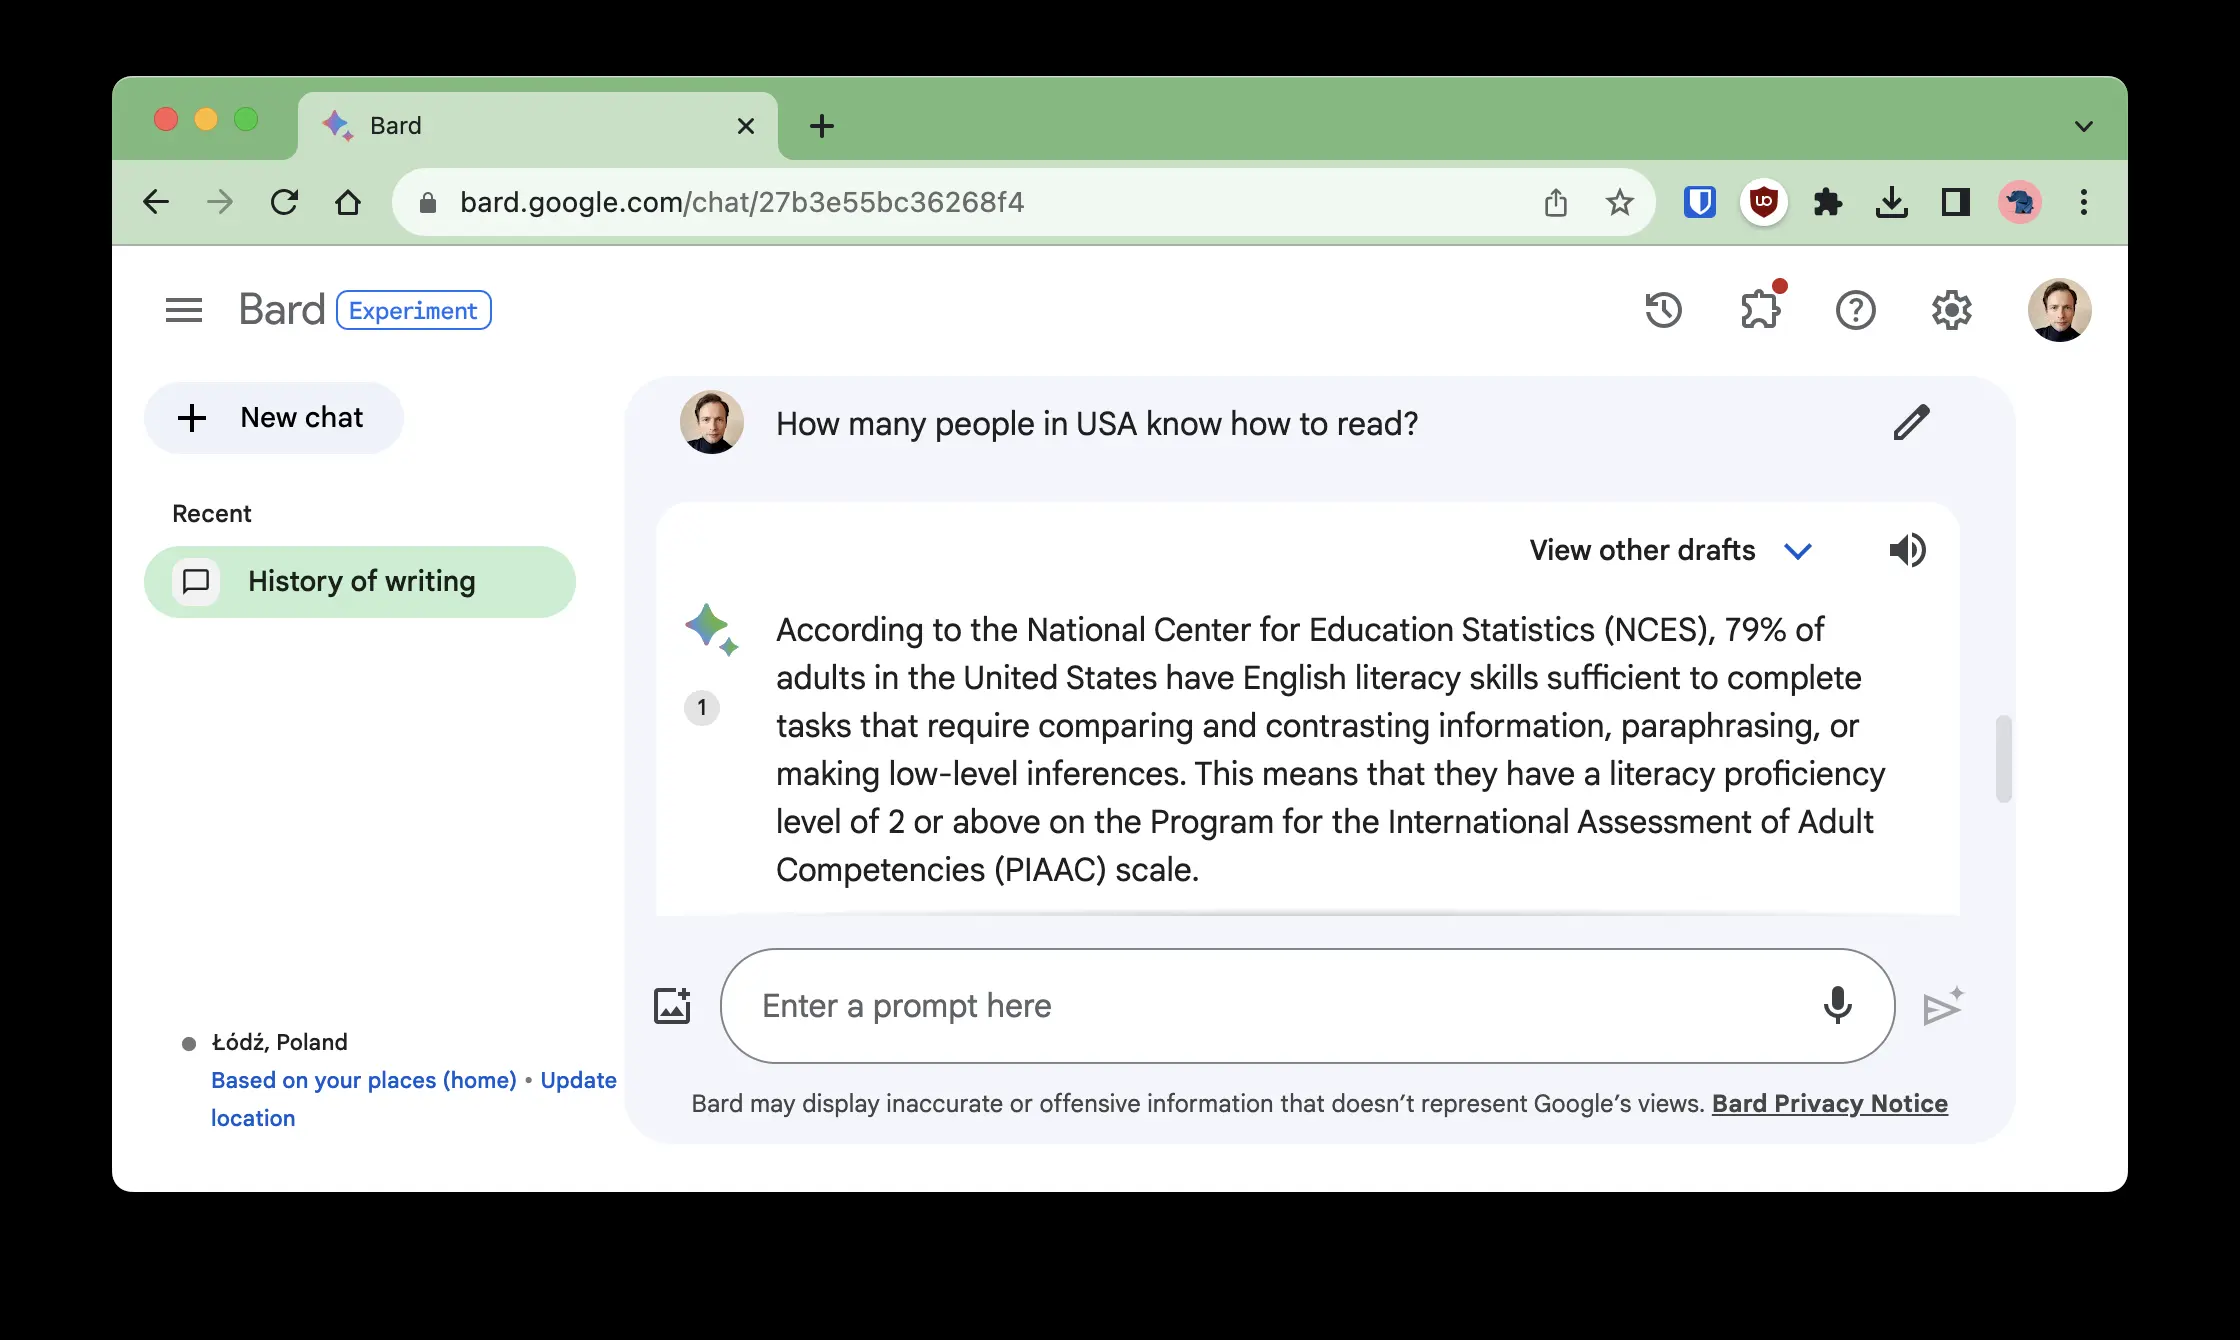 Bard
bard.google.com/chat/27b3e55bc36268f4
Bard Experiment
New chat
Recent
History of writing
How many people in USA know how to read?
View other drafts
According to the National Center for Education Statistics (NCES), 79% of
adults in the United States have English literacy skills sufficient to complete
1
tasks that require comparing and contrasting information, paraphrasing, or
making low-level inferences. This means that they have a literacy proficiency
level of 2 or above on the Program for the International Assessment of Adult
Competencies (PIAAC) scale.
Enter a prompt here
Łódź, Poland
Based on your places (home) • Update
location
Bard may display inaccurate or offensive information that doesn’t represent Google’s views. Bard Privacy Notice